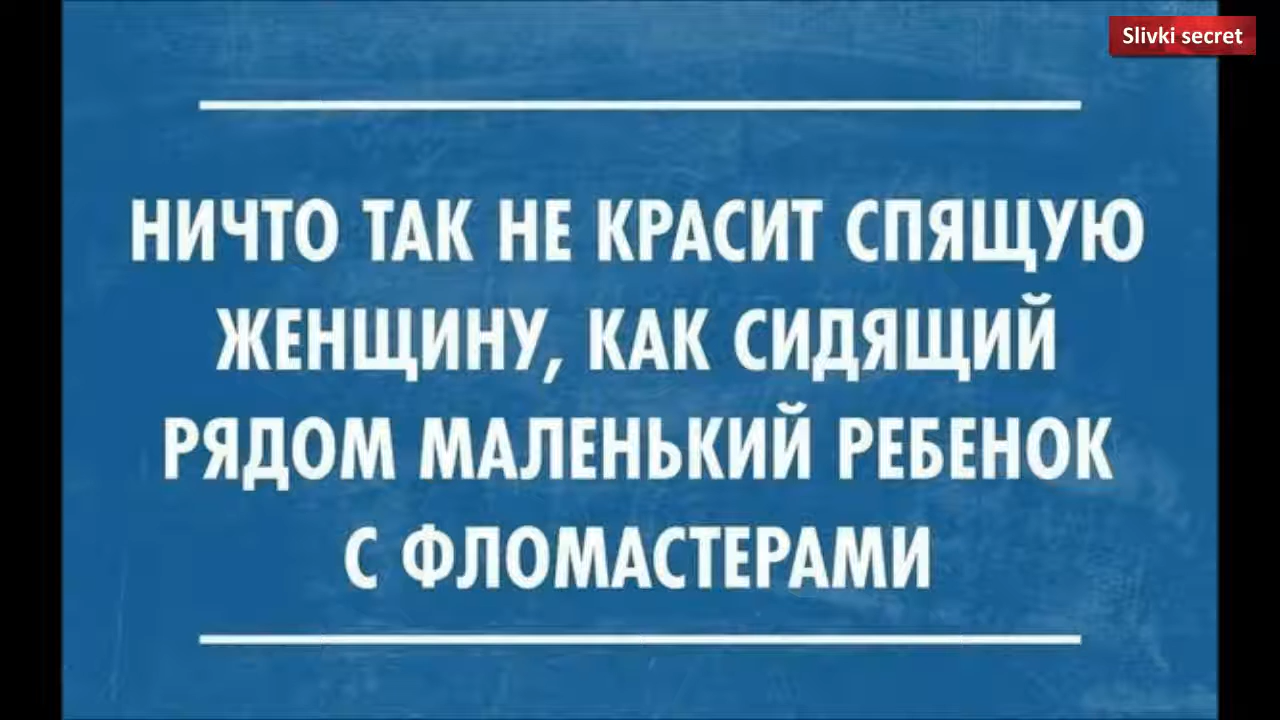 Slivki secret
НИЧТО ТАК НЕ КРАСИТ СПЯЩУЮ
ЖЕНЩИНУ, КАК СИДЯЩИЙ
РЯДОМ МАЛЕНЬКИЙ РЕБЕНОК
С ФЛОМАСТЕРАМИ